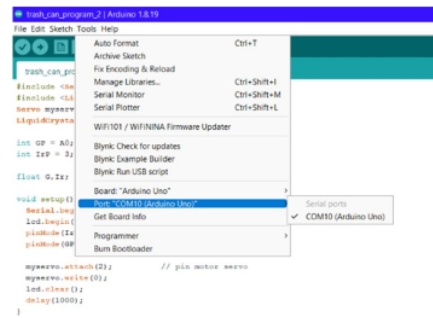 trash_can_program_2 | Arduino 1.8.19
File Edit Sketch Tools Help
Auto Format Ctrl+T
Archive Sketch
Fix Encoding & Reload
Manage Libraries... Ctrl+Shift+I
Serial Monitor Ctrl+Shift+M
Serial Plotter Ctrl+Shift+L
WiFi101 / WiFiNINA Firmware Updater
Blynk: Check for updates
Blynk: Example Builder
Blynk: Run USB script
Board: "Arduino Uno"
Port: "COM10 (Arduino Uno)"
Get Board Info
Programmer
Burn Bootloader
Serial ports
✓ COM10 (Arduino Uno)
trash_can_pro
#include <Se
#include <Li
Servo myserv
LiquidCrysta
int GP = A0;
int IrP = 3;
float G,Ir;
void setup()
Serial.beg
lcd.begin(
pinMode(Ir
pinMode(GP
myservo.attach(2); // pin motor servo
myservo.write(0);
lcd.clear();
delay(1000);
}